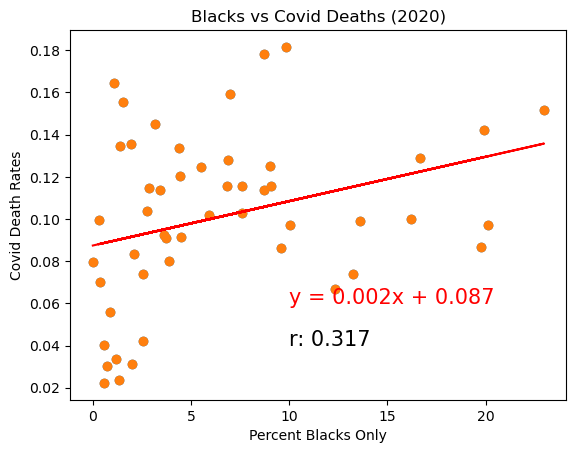 Blacks vs Covid Deaths (2020)
Covid Death Rates
0.18
0.16
0.14
0.12
0.10
0.08
0.06
0.04
0.02
y = 0.002x + 0.087
r: 0.317
0 5 10 15 20
Percent Blacks Only